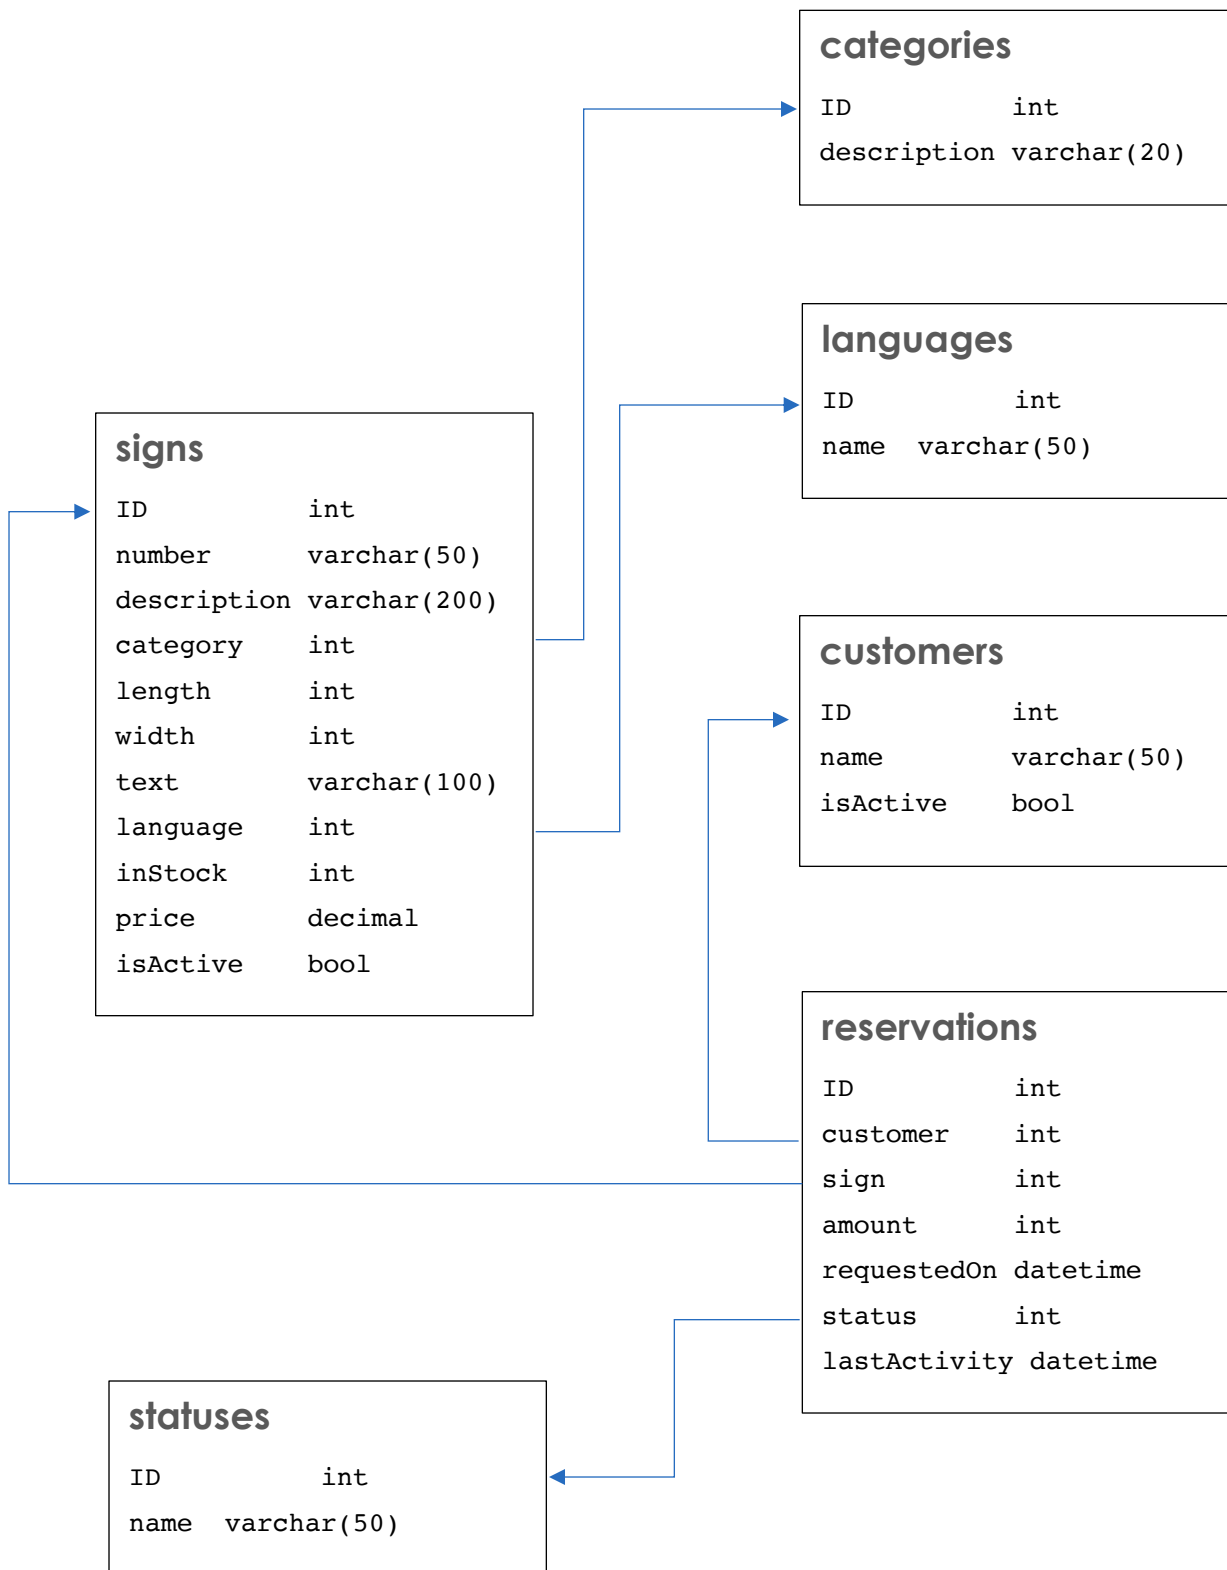 categories
ID int
description varchar(20)
languages
ID int
name varchar(50)
signs
ID int
number varchar(50)
description varchar(200)
category int
length int
width int
text varchar(100)
language int
inStock int
price decimal
isActive bool
customers
ID int
name varchar(50)
isActive bool
reservations
ID int
customer int
sign int
amount int
requestedOn datetime
status int
lastActivity datetime
statuses
ID int
name varchar(50)